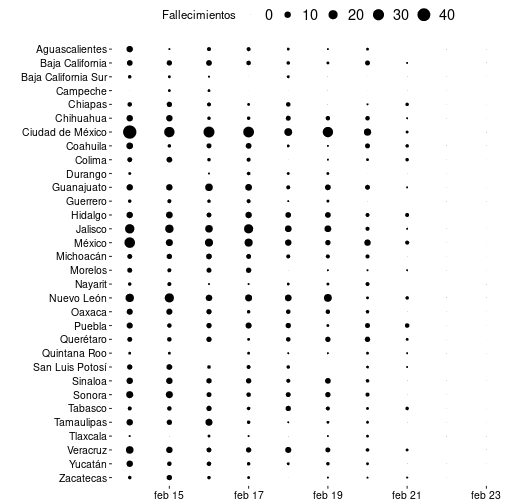 Fallecimientos 0 10 20 30 40
Aguascalientes
Baja California
Baja California Sur
Campeche
Chiapas
Chihuahua
Ciudad de México
Coahuila
Colima
Durango
Guanajuato
Guerrero
Hidalgo
Jalisco
México
Michoacán
Morelos
Nayarit
Nuevo León
Oaxaca
Puebla
Querétaro
Quintana Roo
San Luis Potosí
Sinaloa
Sonora
Tabasco
Tamaulipas
Tlaxcala
Veracruz
Yucatán
Zacatecas
feb 15 feb 17 feb 19 feb 21 feb 23